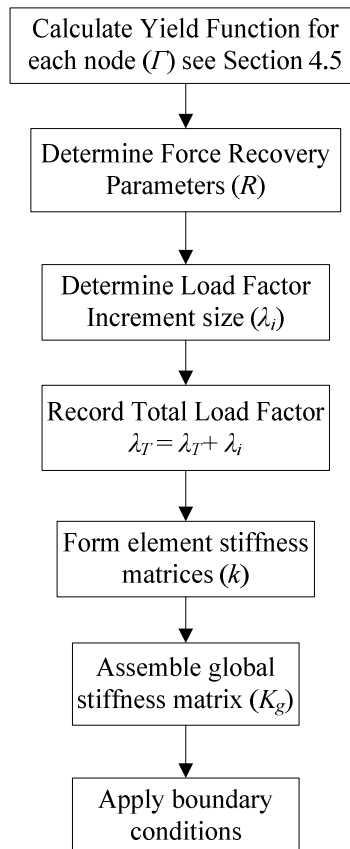 Calculate Yield Function for
each node (Γ) see Section 4.5
Determine Force Recovery
Parameters (R)
Determine Load Factor
Increment size (λi)
Record Total Load Factor
λT = λT+ λi
Form element stiffness
matrices (k)
Assemble global
stiffness matrix (Kg)
Apply boundary
conditions